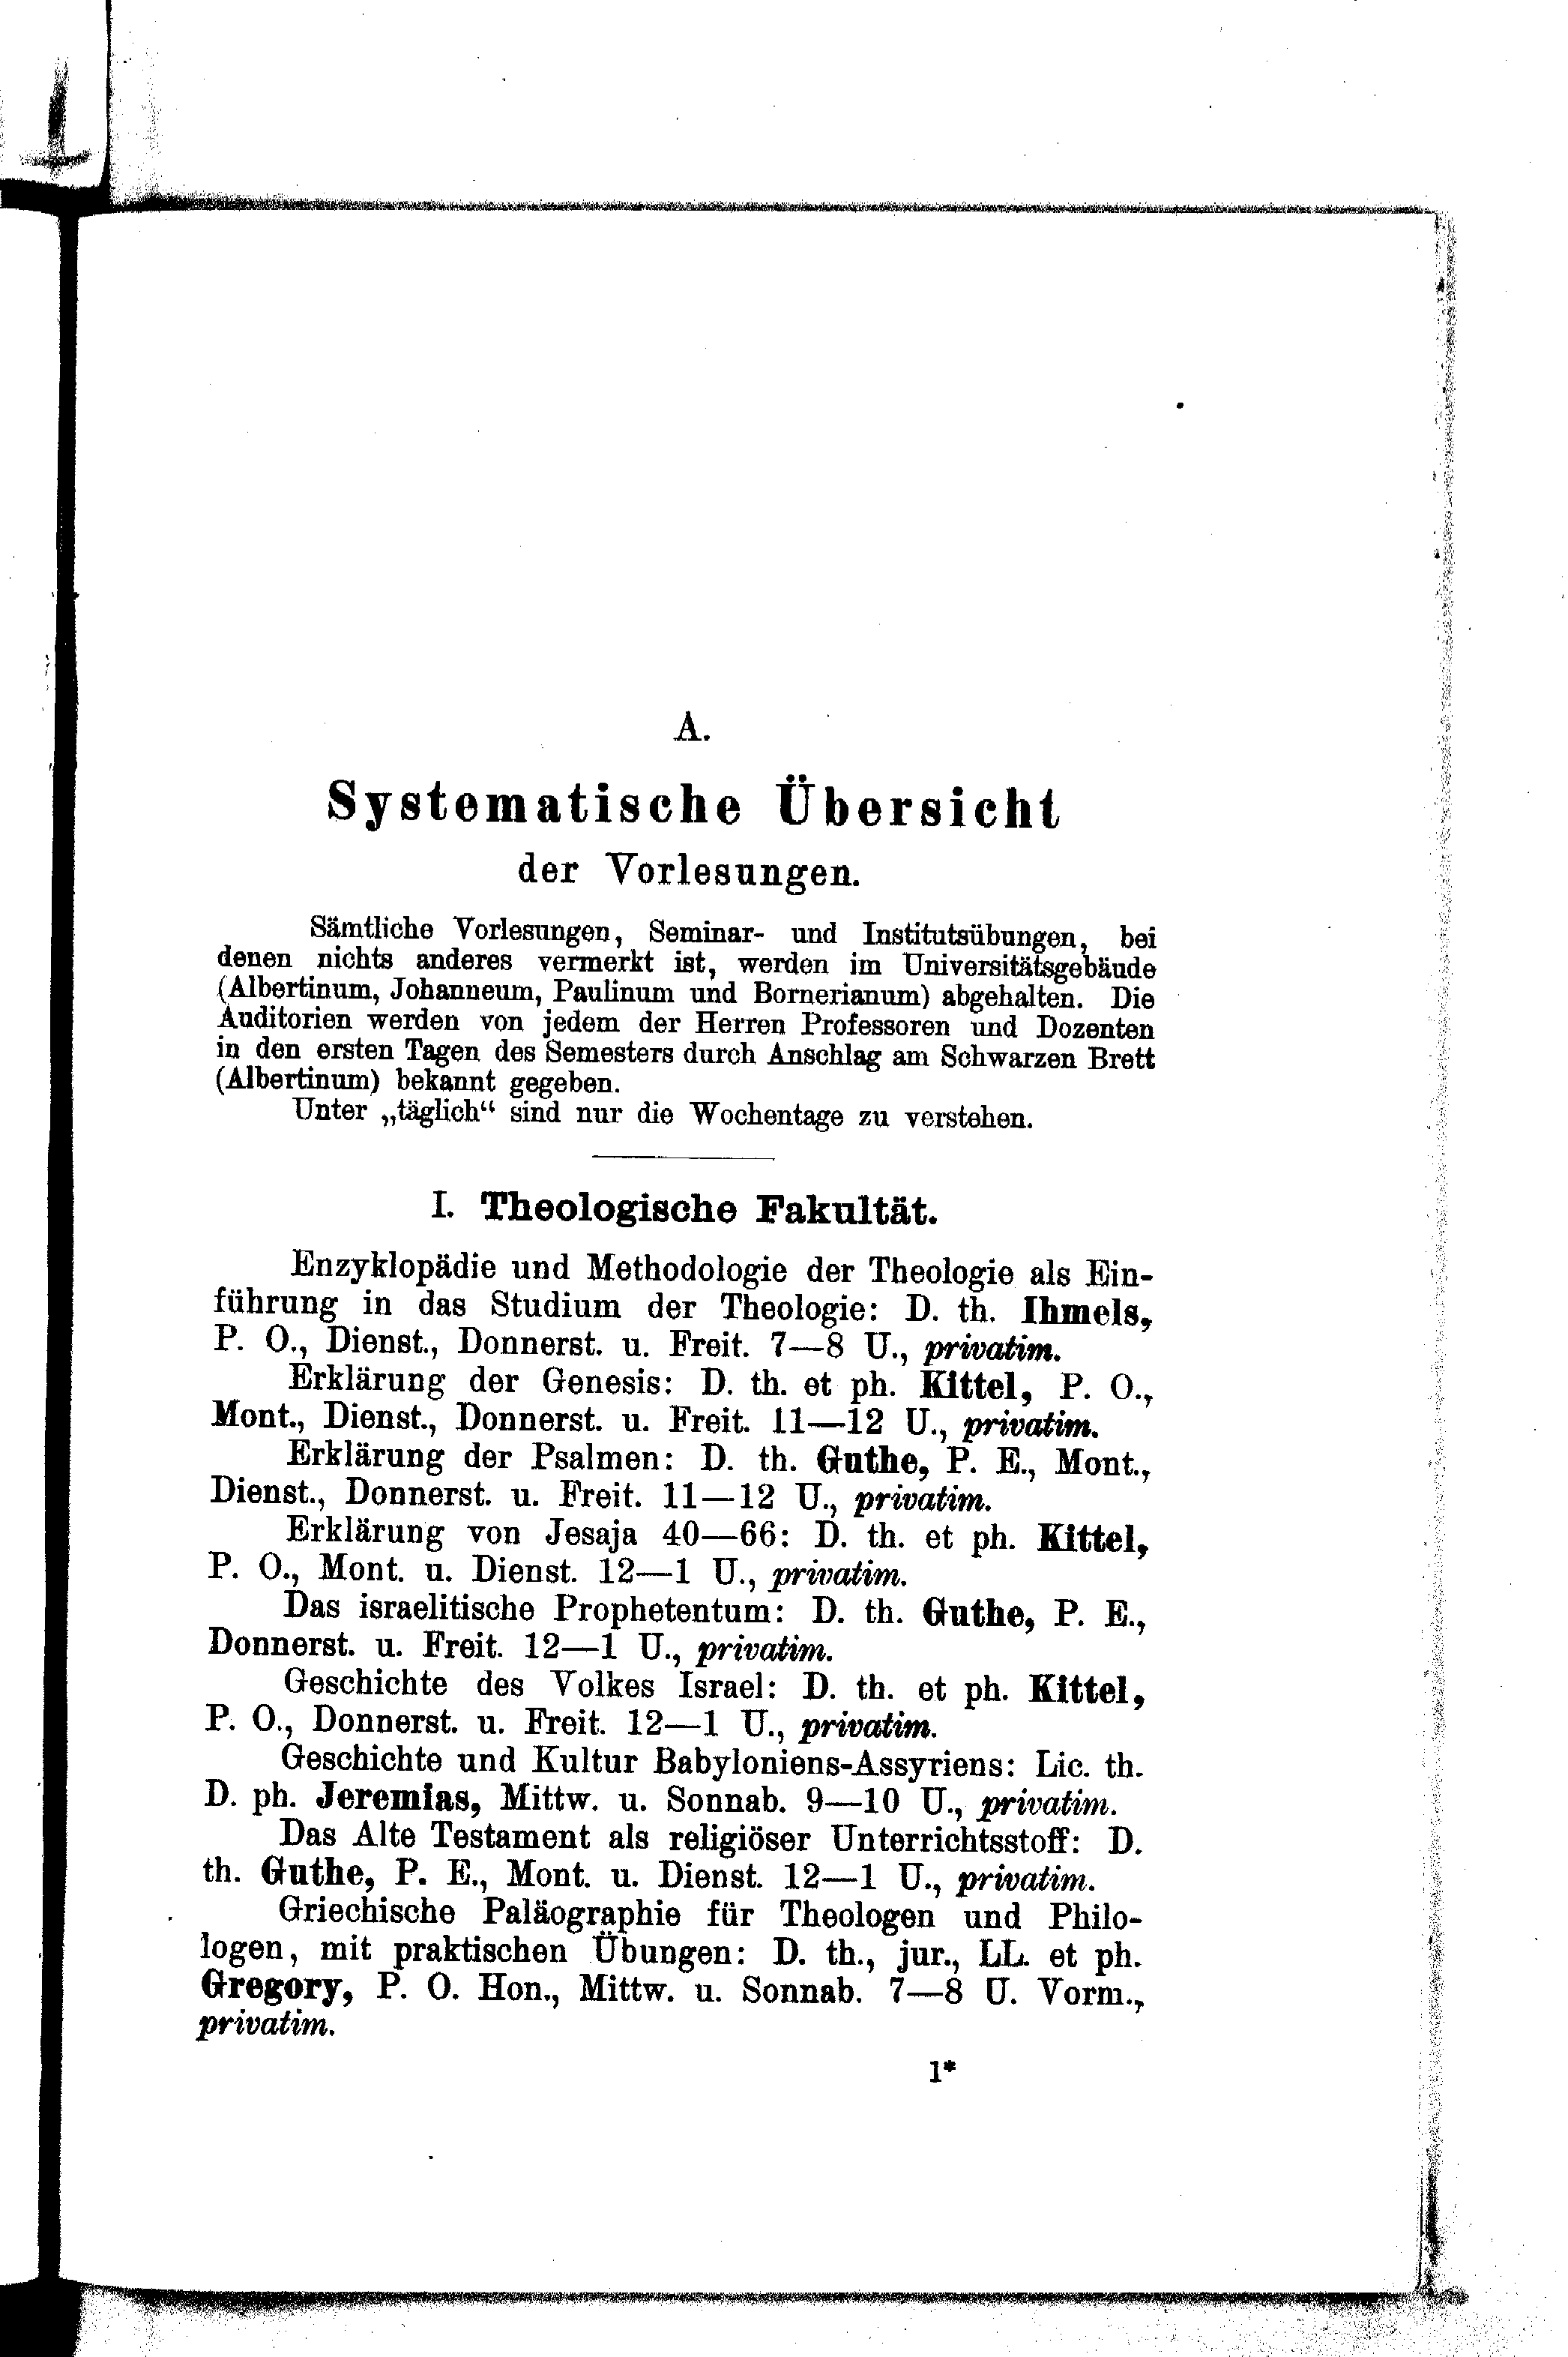 A.
Systematische Übersicht
der Vorlesungen.
Sämtliche Vorlesungen, Seminar- und Institutsübungen, bei
denen nichts anderes vermerkt ist, werden im Universitätsgebäude
(Albertinum, Johanneum, Paulinum und Bornerianum) abgehalten. Die
Auditorien werden von jedem der Herren Professoren und Dozenten
in den ersten Tagen des Semesters durch Anschlag am Schwarzen Brett
(Albertinum) bekannt gegeben.
Unter „täglich“ sind nur die Wochentage zu verstehen.
I. Theologische Fakultät.
Enzyklopädie und Methodologie der Theologie als Ein-
führung in das Studium der Theologie: D. th. Ihmels,
P. O., Dienst., Donnerst. u. Freit. 7—8 U., privatim.
Erklärung der Genesis: D. th. et ph. Kittel, P. O.,
Mont., Dienst., Donnerst. u. Freit. 11—12 U., privatim.
Erklärung der Psalmen: D. th. Guthe, P. E., Mont.,
Dienst., Donnerst. u. Freit. 11—12 U., privatim.
Erklärung von Jesaja 40—66: D. th. et ph. Kittel,
P. O., Mont. u. Dienst. 12—1 U., privatim.
Das israelitische Prophetentum: D. th. Guthe, P. E.,
Donnerst. u. Freit. 12—1 U., privatim.
Geschichte des Volkes Israel: D. th. et ph. Kittel,
P. O., Donnerst. u. Freit. 12—1 U., privatim.
Geschichte und Kultur Babyloniens-Assyriens: Lic. th.
D. ph. Jeremias, Mittw. u. Sonnab. 9—10 U., privatim.
Das Alte Testament als religiöser Unterrichtsstoff: D.
th. Guthe, P. E., Mont. u. Dienst. 12—1 U., privatim.
Griechische Paläographie für Theologen und Philo-
logen, mit praktischen Übungen: D. th., jur., LL. et ph.
Gregory, P. O. Hon., Mittw. u. Sonnab. 7—8 U. Vorm.,
privatim.
1*